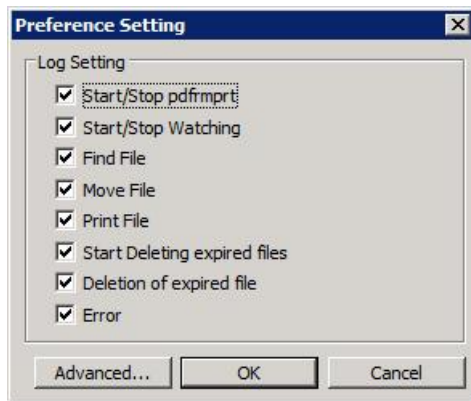 Preference Setting
Log Setting
Start/Stop pdfrmprt
Start/Stop Watching
Find File
Move File
Print File
Start Deleting expired files
Deletion of expired file
Error
Advanced... OK Cancel